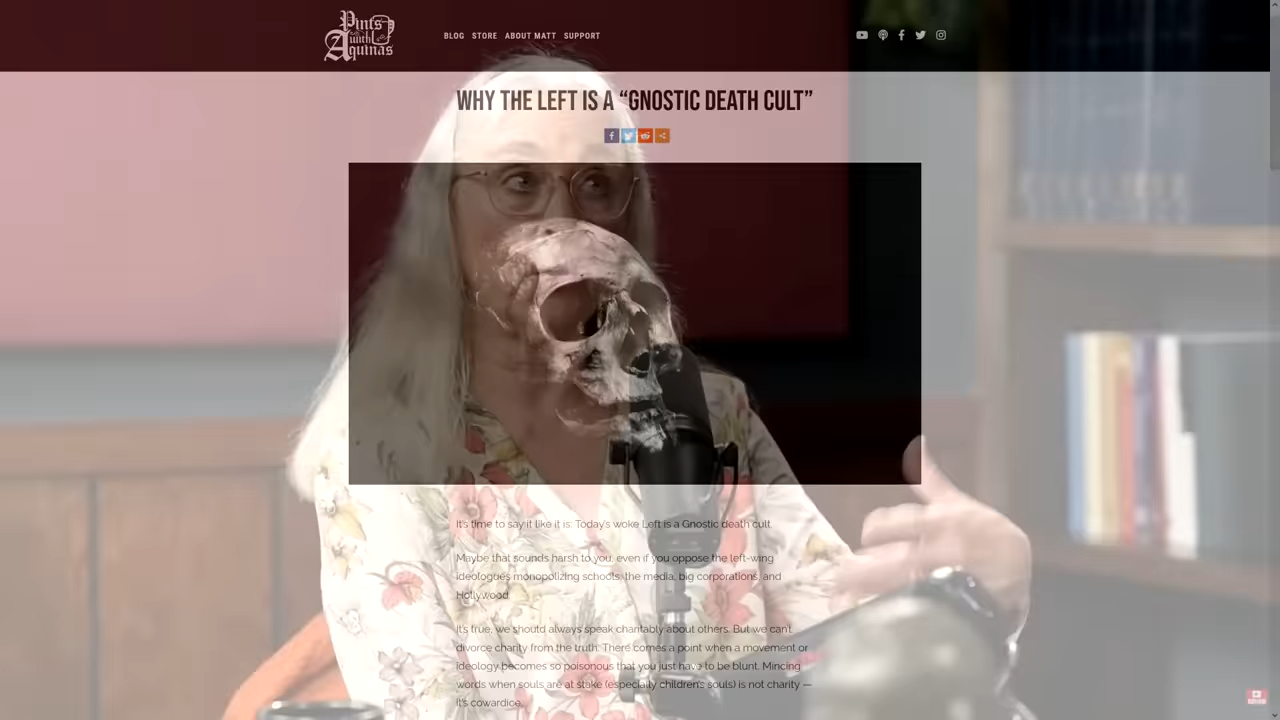 Pints
with
Aquinas
BLOG STORE ABOUT MATT SUPPORT
WHY THE LEFT IS A “GNOSTIC DEATH CULT”
It's time to say it like it is: Today's woke Left is a Gnostic death cult.
Maybe that sounds harsh to you, even if you oppose the left-wing
ideologues monopolizing schools, the media, big corporations, and
Hollywood.
It's true, we should always speak charitably about others. But we can't
divorce charity from the truth. There comes a point when a movement or
ideology becomes so poisonous that you just have to be blunt. Mincing
words when souls are at stake (especially children's souls) is not charity —
it's cowardice.